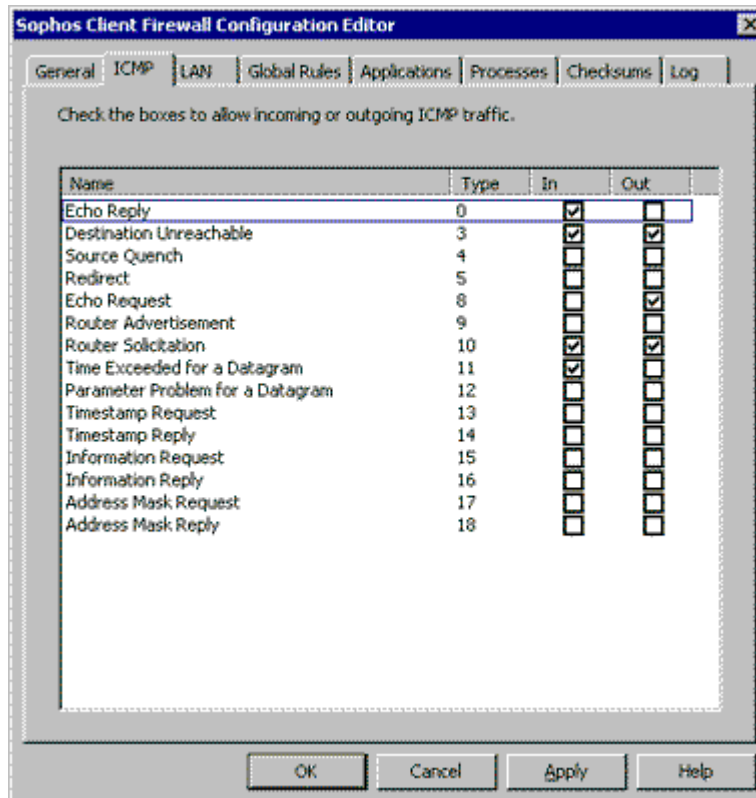 Sophos Client Firewall Configuration Editor
General ICMP LAN Global Rules Applications Processes Checksums Log
Check the boxes to allow incoming or outgoing ICMP traffic.
Name Type In Out
Echo Reply 0
Destination Unreachable 3
Source Quench 4
Redirect 5
Echo Request 8
Router Advertisement 9
Router Solicitation 10
Time Exceeded for a Datagram 11
Parameter Problem for a Datagram 12
Timestamp Request 13
Timestamp Reply 14
Information Request 15
Information Reply 16
Address Mask Request 17
Address Mask Reply 18
OK Cancel Apply Help